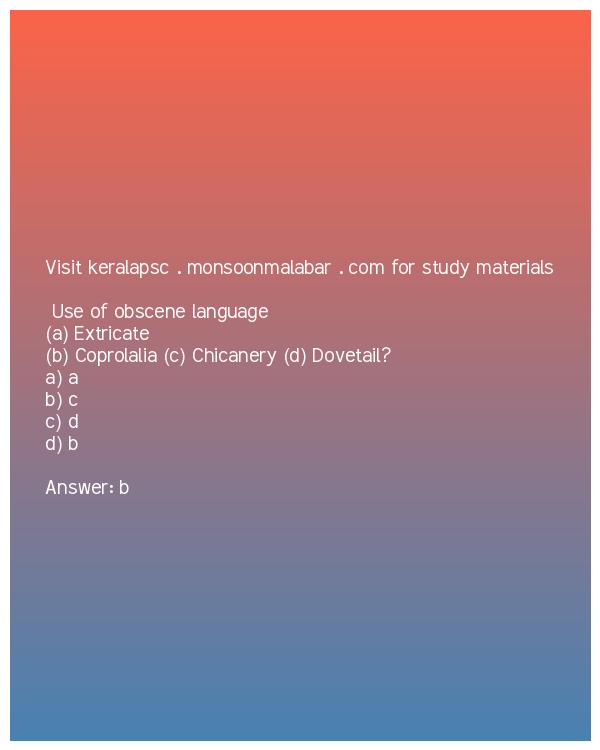 Visit keralapsc .monsoonmalabar .com for study materials
Use of obscene language
(a) Extricate
(b) Coprolalia (c) Chicanery (d) Dovetail?
a) a
b) c
c) d
d) b
Answer: b